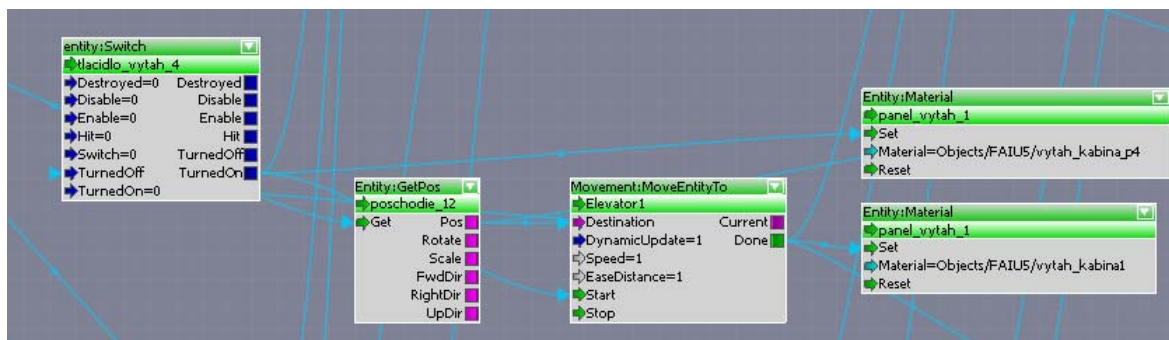 entity:Switch
tlacidlo_vytah_4
Destroyed=0 Destroyed
Disable=0 Disable
Enable=0 Enable
Hit=0 Hit
Switch=0 TurnedOff
TurnedOff TurnedOn
TurnedOn=0
Entity:GetPos
poschodie_12
Get Pos
Rotate
Scale
FwdDir
RightDir
UpDir
Movement:MoveEntityTo
Elevator1
Destination Current
DynamicUpdate=1 Done
Speed=1
EaseDistance=1
Start
Stop
Entity:Material
panel_vytah_1
Set
Material=Objects/FAIU5/vytah_kabina_p4
Reset
Entity:Material
panel_vytah_1
Set
Material=Objects/FAIU5/vytah_kabina1
Reset